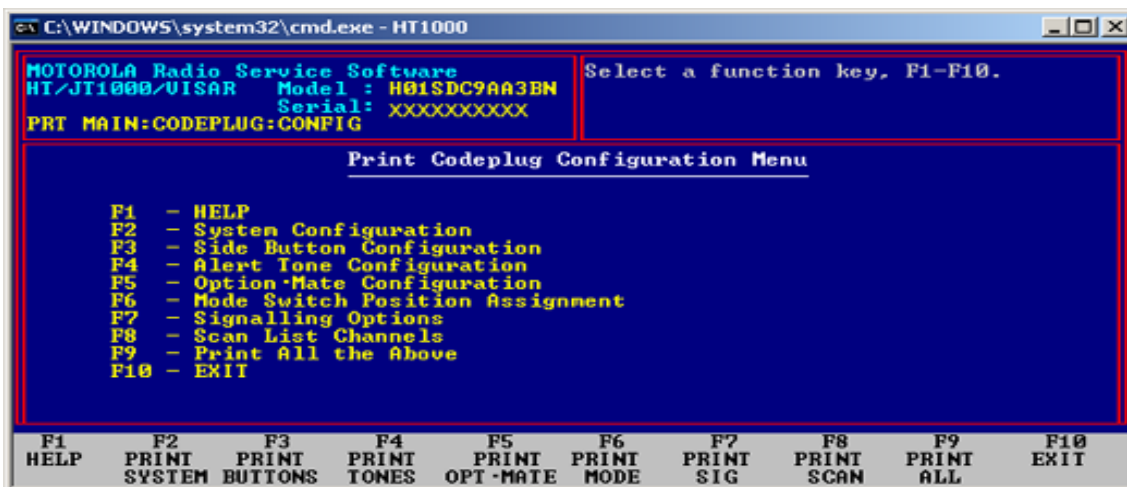 C:\WINDOWS\system32\cmd.exe - HT1000
MOTOROLA Radio Service Software
HT/JT1000/VISAR Model : H01SDC9AA3BN
Serial: XXXXXXXXXX
PRT MAIN:CODEPLUG:CONFIG
Select a function key, F1-F10.
Print Codeplug Configuration Menu
F1 - HELP
F2 - System Configuration
F3 - Side Button Configuration
F4 - Alert Tone Configuration
F5 - Option·Mate Configuration
F6 - Mode Switch Position Assignment
F7 - Signalling Options
F8 - Scan List Channels
F9 - Print All the Above
F10 - EXIT
F1 F2 F3 F4 F5 F6 F7 F8 F9 F10
HELP PRINT PRINT PRINT PRINT PRINT PRINT PRINT PRINT EXIT
SYSTEM BUTTONS TONES OPT·MATE MODE SIG SCAN ALL